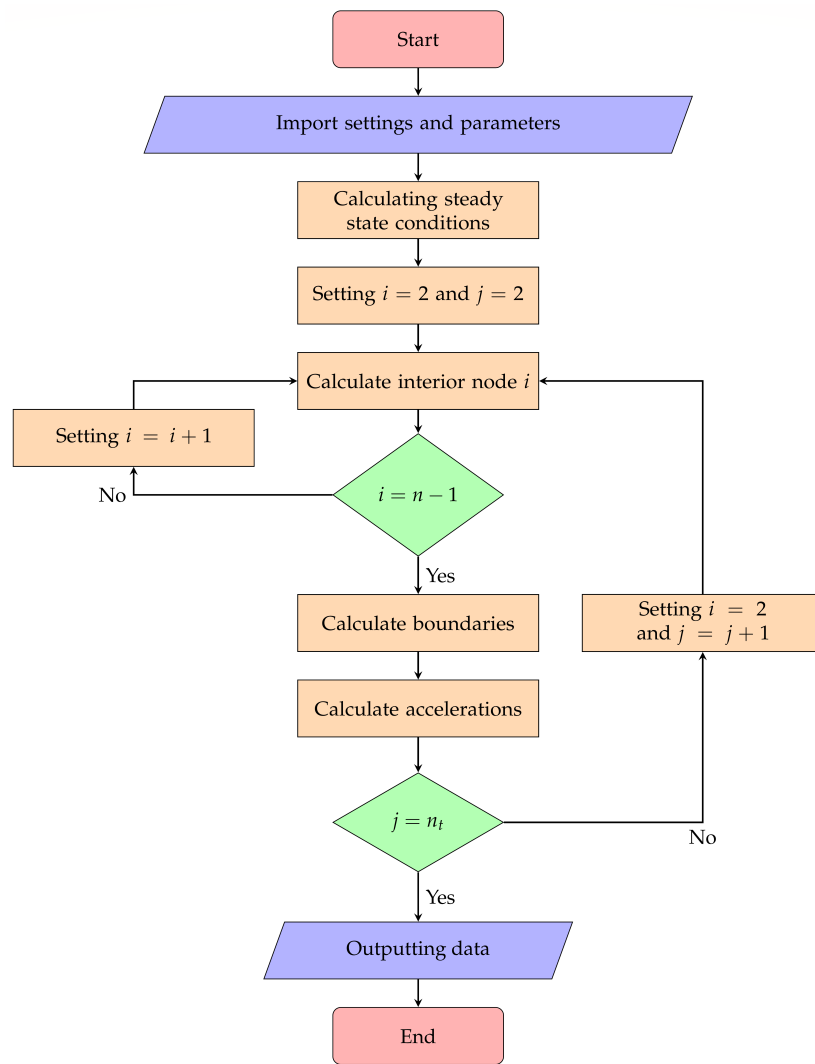 Start
Import settings and parameters
Calculating steady
state conditions
Setting i = 2 and j = 2
Calculate interior node i
Setting i = i + 1
i = n − 1
No
Yes
Calculate boundaries
Setting i = 2
and j = j + 1
Calculate accelerations
j = nₜ
No
Yes
Outputting data
End